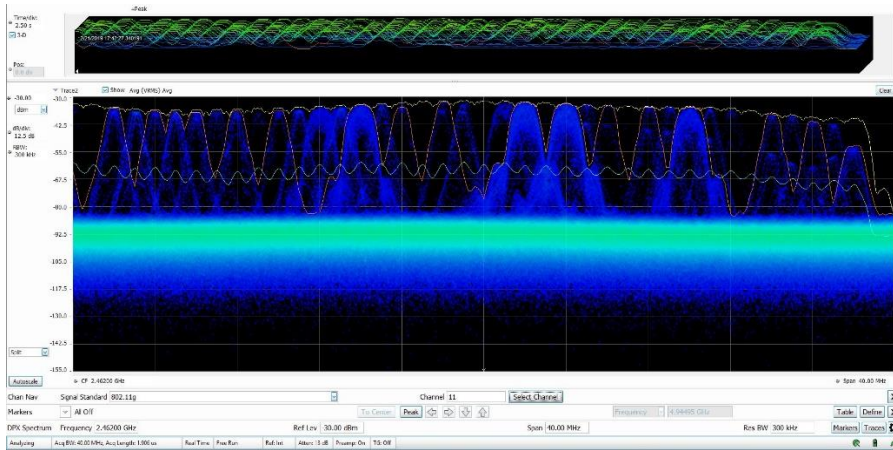 +Peak
Time/div:
2.50 s
3-D
Pos:
Trace2 Show Avg (VRMS) Avg Clear
-38.00
dBm
dB/div:
12.5 dB
RBW:
300 kHz
-38.0
-42.5
-55.0
-67.5
-80.0
-92.5
-105.0
-117.5
-130.0
-142.5
-155.0
Split
Autoscale CF 2.46200 GHz Span 40.00 MHz
Chan Nav Signal Standard 802.11g Channel 11 Select Channel
Markers All Off To Center Peak Frequency Table Define
DPX Spectrum Frequency 2.46200 GHz Ref Lev 30.00 dBm Span 40.00 MHz Res BW 300 kHz Markers Traces
Analyzing Acq BW: 40.00 MHz, Acq Length: Real Time Free Run Ref: Int Atten: 13 dB Preamp: On TG: Off